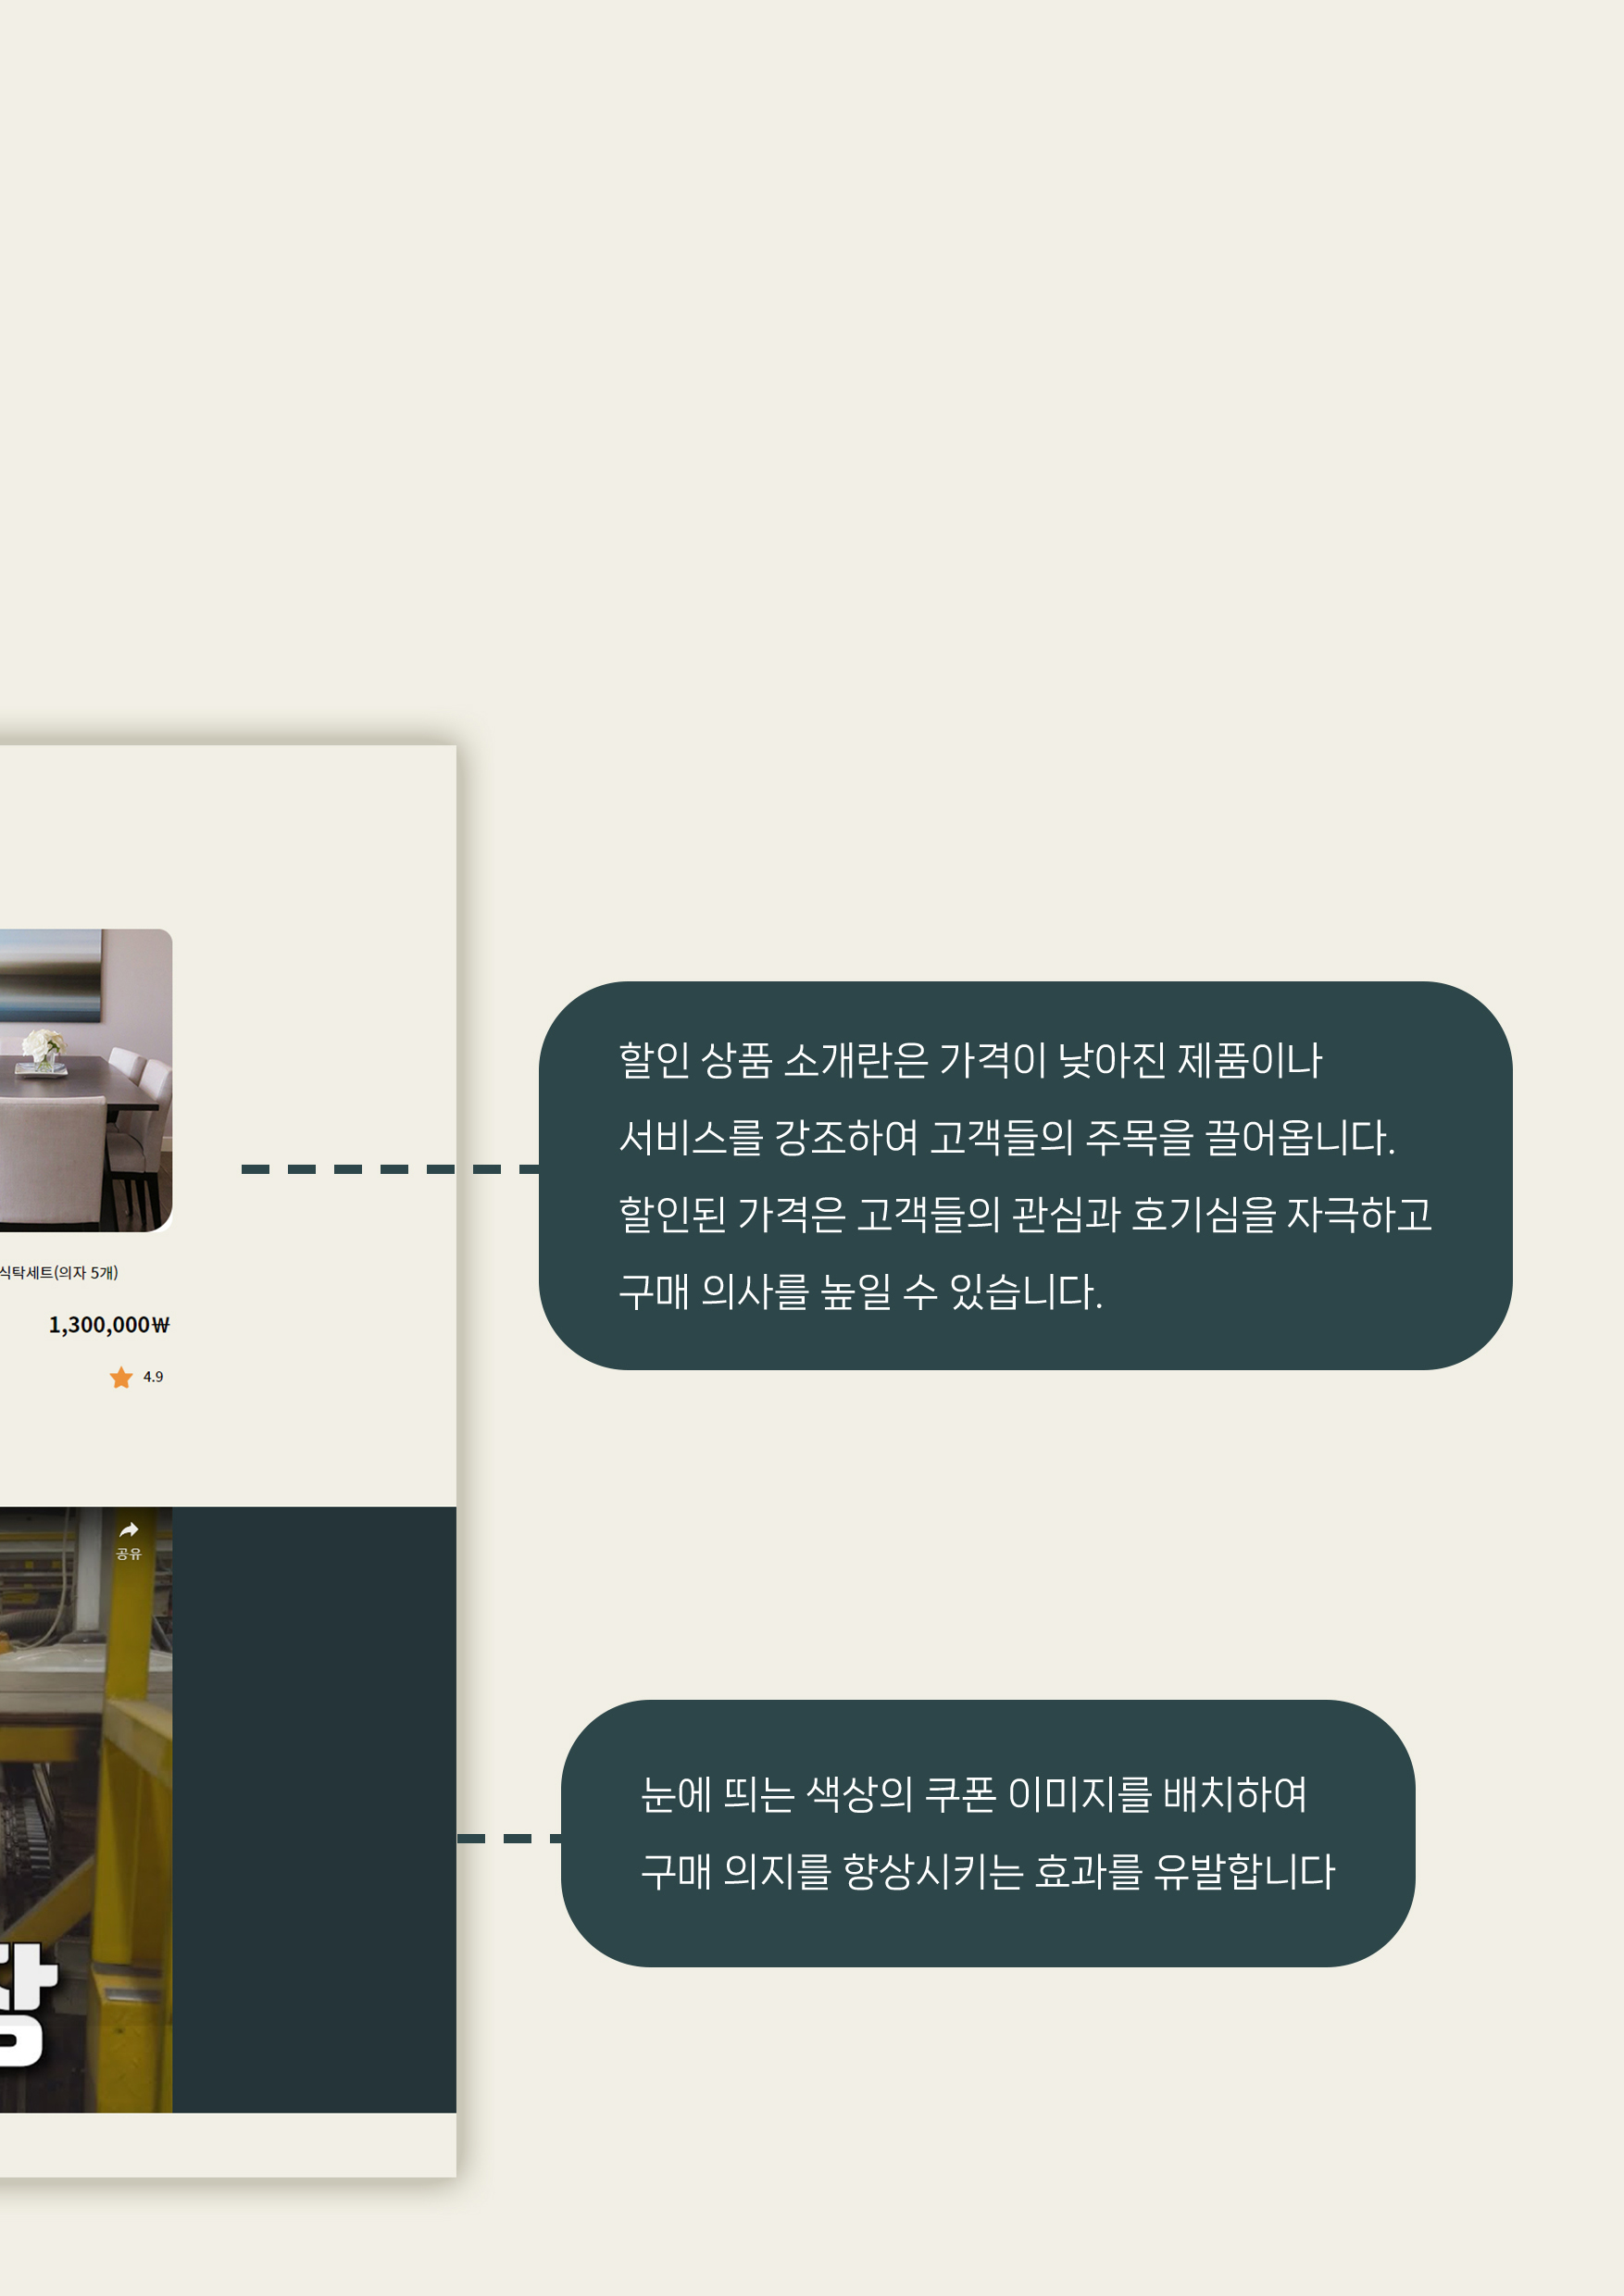 할인 상품 소개란은 가격이 낮아진 제품이나
서비스를 강조하여 고객들의 주목을 끌어옵니다.
할인된 가격은 고객들의 관심과 호기심을 자극하고
구매 의사를 높일 수 있습니다.
식탁세트(의자 5개)
1,300,000₩
4.9
공유
눈에 띄는 색상의 쿠폰 이미지를 배치하여
구매 의지를 향상시키는 효과를 유발합니다